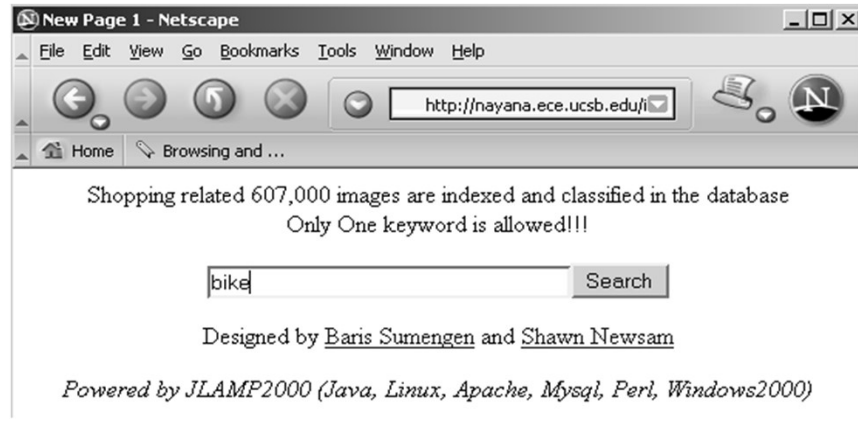 New Page 1 - Netscape
File Edit View Go Bookmarks Tools Window Help
http://nayana.ece.ucsb.edu/i
N
Home Browsing and ...
Shopping related 607,000 images are indexed and classified in the database
Only One keyword is allowed!!!
bike Search
Designed by Baris Sumengen and Shawn Newsam
Powered by JLAMP2000 (Java, Linux, Apache, Mysql, Perl, Windows2000)